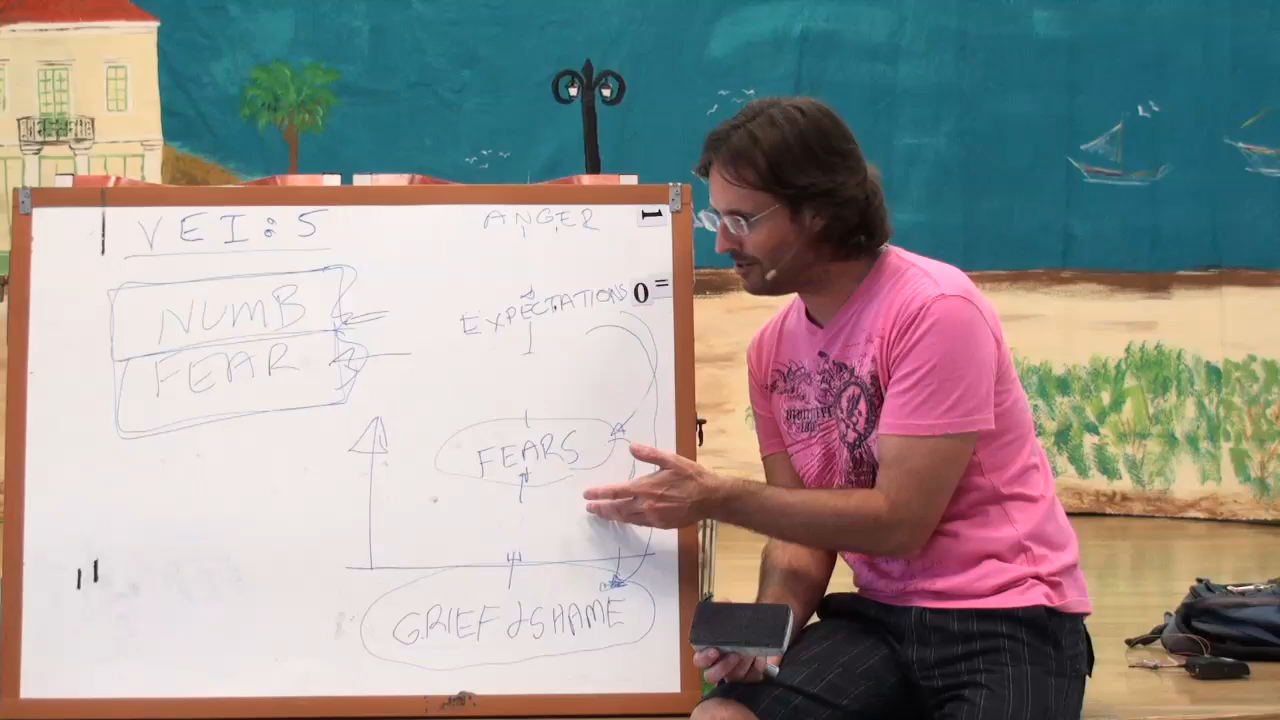 VEI:5
NUMB
FEAR
ANGER
1
EXPECTATIONS
0 =
FEARS
GRIEF & SHAME